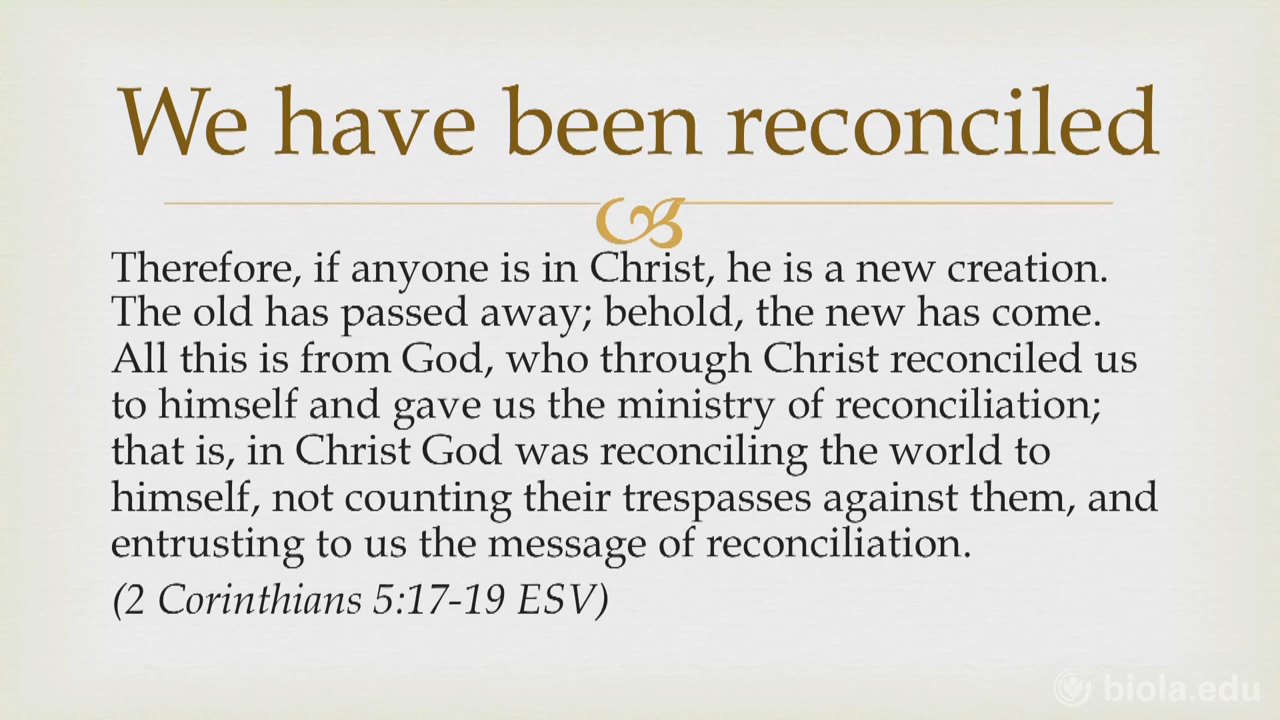 We have been reconciled
Therefore, if anyone is in Christ, he is a new creation.
The old has passed away; behold, the new has come.
All this is from God, who through Christ reconciled us
to himself and gave us the ministry of reconciliation;
that is, in Christ God was reconciling the world to
himself, not counting their trespasses against them, and
entrusting to us the message of reconciliation.
(2 Corinthians 5:17-19 ESV)
biola.edu